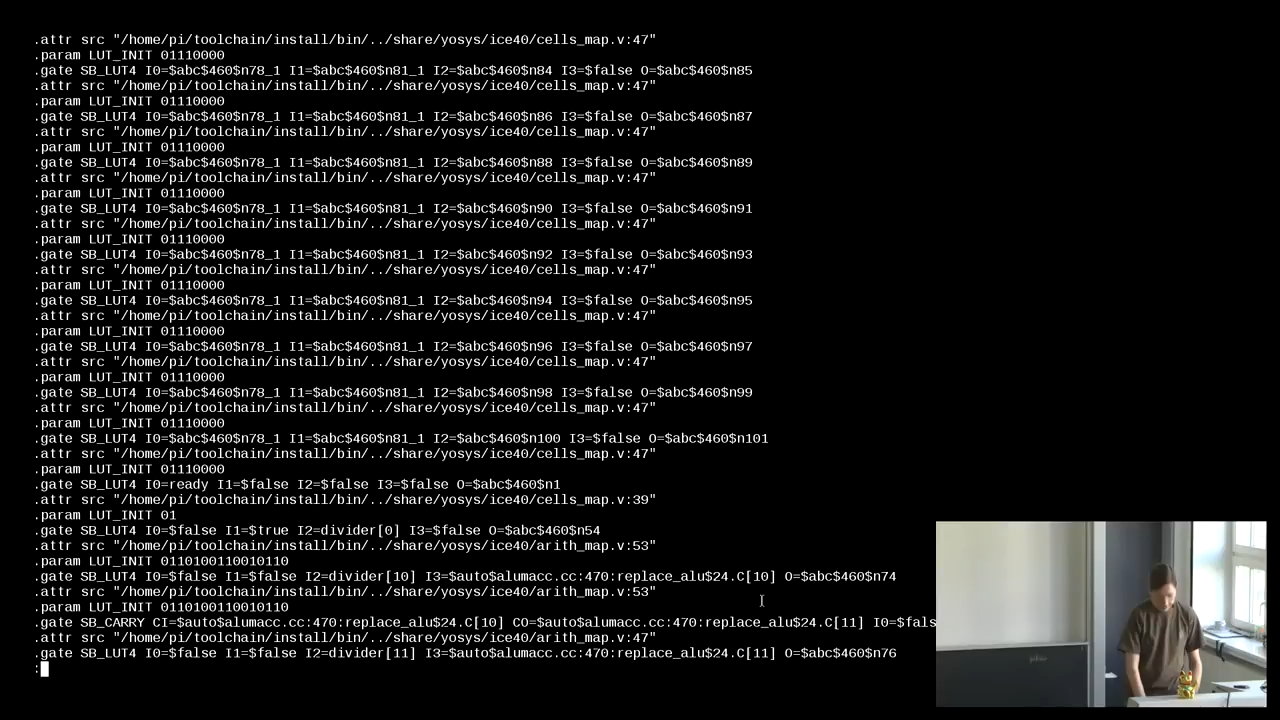 .attr src "/home/pi/toolchain/install/bin/../share/yosys/ice40/cells_map.v:47"
.param LUT_INIT 01110000
.gate SB_LUT4 I0=$abc$460$n78_1 I1=$abc$460$n81_1 I2=$abc$460$n84 I3=$false O=$abc$460$n85
.attr src "/home/pi/toolchain/install/bin/../share/yosys/ice40/cells_map.v:47"
.param LUT_INIT 01110000
.gate SB_LUT4 I0=$abc$460$n78_1 I1=$abc$460$n81_1 I2=$abc$460$n86 I3=$false O=$abc$460$n87
.attr src "/home/pi/toolchain/install/bin/../share/yosys/ice40/cells_map.v:47"
.param LUT_INIT 01110000
.gate SB_LUT4 I0=$abc$460$n78_1 I1=$abc$460$n81_1 I2=$abc$460$n88 I3=$false O=$abc$460$n89
.attr src "/home/pi/toolchain/install/bin/../share/yosys/ice40/cells_map.v:47"
.param LUT_INIT 01110000
.gate SB_LUT4 I0=$abc$460$n78_1 I1=$abc$460$n81_1 I2=$abc$460$n90 I3=$false O=$abc$460$n91
.attr src "/home/pi/toolchain/install/bin/../share/yosys/ice40/cells_map.v:47"
.param LUT_INIT 01110000
.gate SB_LUT4 I0=$abc$460$n78_1 I1=$abc$460$n81_1 I2=$abc$460$n92 I3=$false O=$abc$460$n93
.attr src "/home/pi/toolchain/install/bin/../share/yosys/ice40/cells_map.v:47"
.param LUT_INIT 01110000
.gate SB_LUT4 I0=$abc$460$n78_1 I1=$abc$460$n81_1 I2=$abc$460$n94 I3=$false O=$abc$460$n95
.attr src "/home/pi/toolchain/install/bin/../share/yosys/ice40/cells_map.v:47"
.param LUT_INIT 01110000
.gate SB_LUT4 I0=$abc$460$n78_1 I1=$abc$460$n81_1 I2=$abc$460$n96 I3=$false O=$abc$460$n97
.attr src "/home/pi/toolchain/install/bin/../share/yosys/ice40/cells_map.v:47"
.param LUT_INIT 01110000
.gate SB_LUT4 I0=$abc$460$n78_1 I1=$abc$460$n81_1 I2=$abc$460$n98 I3=$false O=$abc$460$n99
.attr src "/home/pi/toolchain/install/bin/../share/yosys/ice40/cells_map.v:47"
.param LUT_INIT 01110000
.gate SB_LUT4 I0=$abc$460$n78_1 I1=$abc$460$n81_1 I2=$abc$460$n100 I3=$false O=$abc$460$n101
.attr src "/home/pi/toolchain/install/bin/../share/yosys/ice40/cells_map.v:47"
.param LUT_INIT 01110000
.gate SB_LUT4 I0=ready I1=$false I2=$false I3=$false O=$abc$460$n1
.attr src "/home/pi/toolchain/install/bin/../share/yosys/ice40/cells_map.v:39"
.param LUT_INIT 01
.gate SB_LUT4 I0=$false I1=$true I2=divider[0] I3=$false O=$abc$460$n54
.attr src "/home/pi/toolchain/install/bin/../share/yosys/ice40/arith_map.v:53"
.param LUT_INIT 0110100110010110
.gate SB_LUT4 I0=$false I1=$false I2=divider[10] I3=$auto$alumacc.cc:470:replace_alu$24.C[10] O=$abc$460$n74
.attr src "/home/pi/toolchain/install/bin/../share/yosys/ice40/arith_map.v:53"
.param LUT_INIT 0110100110010110
.gate SB_CARRY CI=$auto$alumacc.cc:470:replace_alu$24.C[10] CO=$auto$alumacc.cc:470:replace_alu$24.C[11] I0=$fals
.attr src "/home/pi/toolchain/install/bin/../share/yosys/ice40/arith_map.v:47"
.gate SB_LUT4 I0=$false I1=$false I2=divider[11] I3=$auto$alumacc.cc:470:replace_alu$24.C[11] O=$abc$460$n76
: